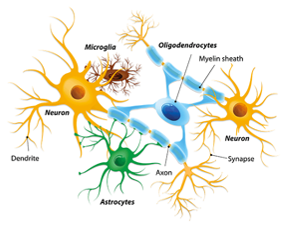 Microglia
Oligodendrocytes
Myelin sheath
Neuron
Neuron
Dendrite
Axon
Synapse
Astrocytes